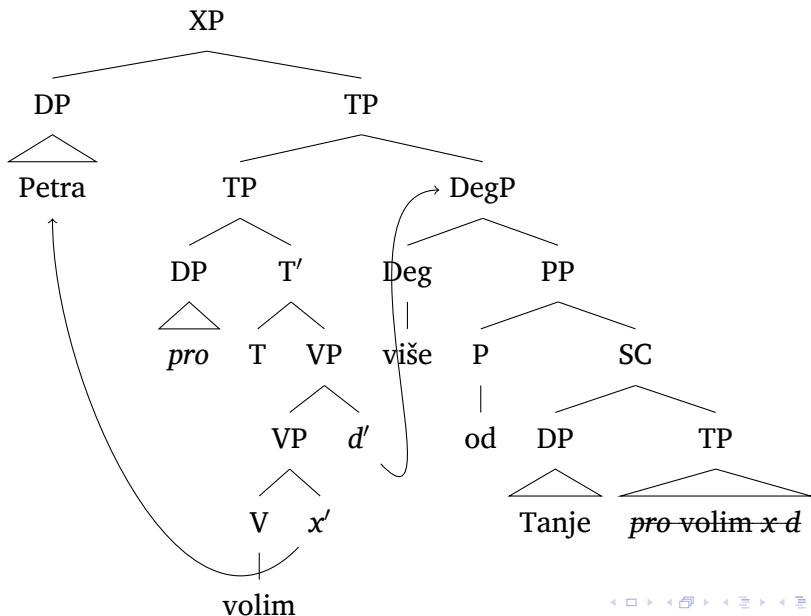 XP
DP TP
Petra TP DegP
DP T′ Deg PP
pro T VP više P SC
VP d′ od DP TP
V x′ Tanje pro volim x d
volim